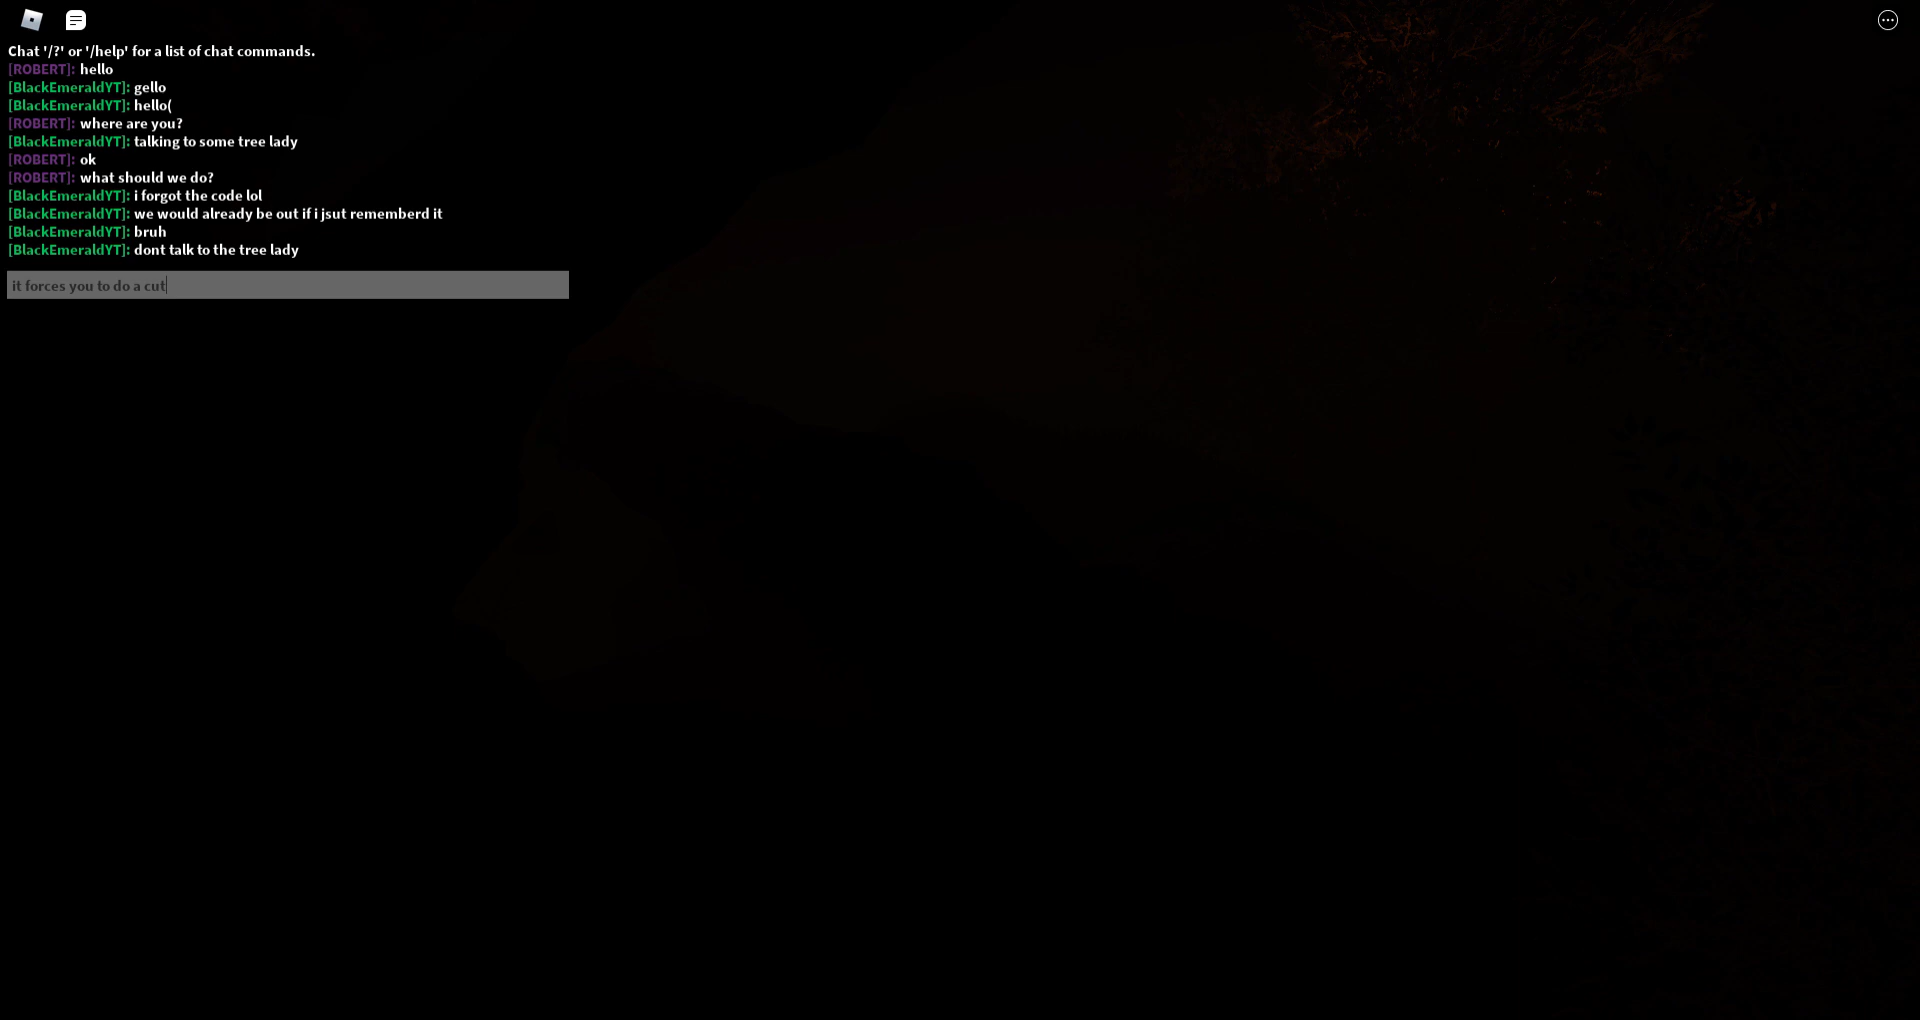 Chat '/?' or '/help' for a list of chat commands.
[ROBERT]: hello
[BlackEmeraldYT]: gello
[BlackEmeraldYT]: hello(
[ROBERT]: where are you?
[BlackEmeraldYT]: talking to some tree lady
[ROBERT]: ok
[ROBERT]: what should we do?
[BlackEmeraldYT]: i forgot the code lol
[BlackEmeraldYT]: we would already be out if i jsut rememberd it
[BlackEmeraldYT]: bruh
[BlackEmeraldYT]: dont talk to the tree lady
it forces you to do a cut